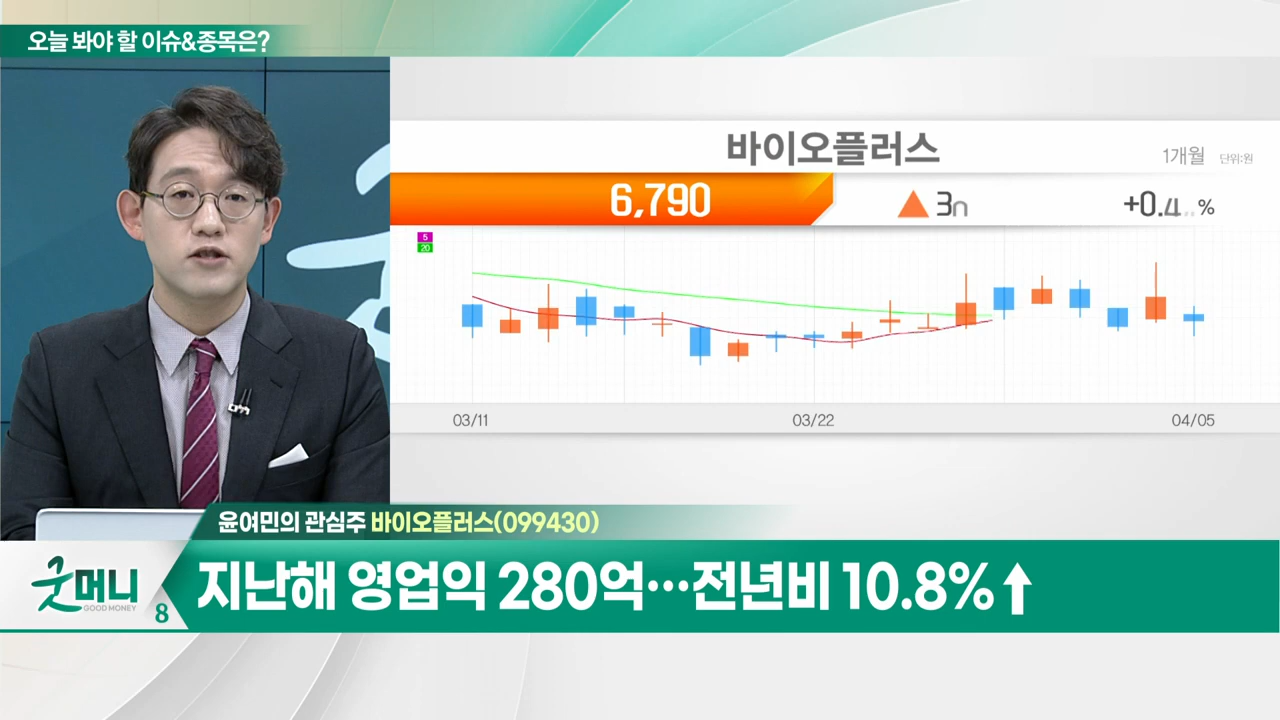 오늘 봐야 할 이슈&종목은?
바이오플러스
1개월 단위:원
6,790
%
5
20
03/11 03/22 04/05
윤여민의 관심주 바이오플러스(099430)
굿머니
GOOD MONEY
8
지난해 영업익 280억…전년비 10.8%↑